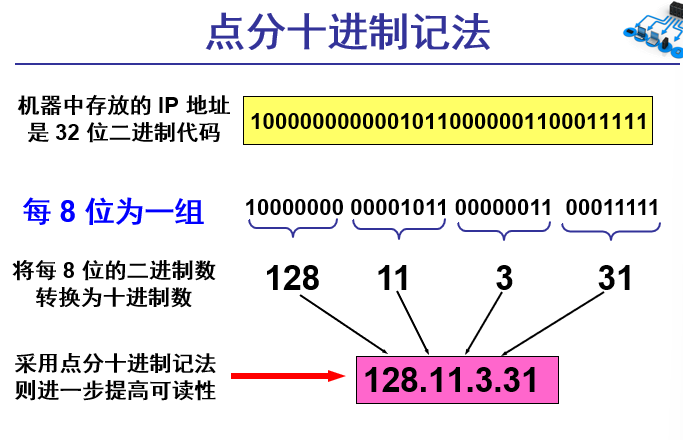 点分十进制记法
机器中存放的 IP 地址
是 32 位二进制代码
10000000000010110000001100011111
每 8 位为一组
10000000 00001011 00000011 00011111
将每 8 位的二进制数
转换为十进制数
128 11 3 31
采用点分十进制记法
则进一步提高可读性
128.11.3.31